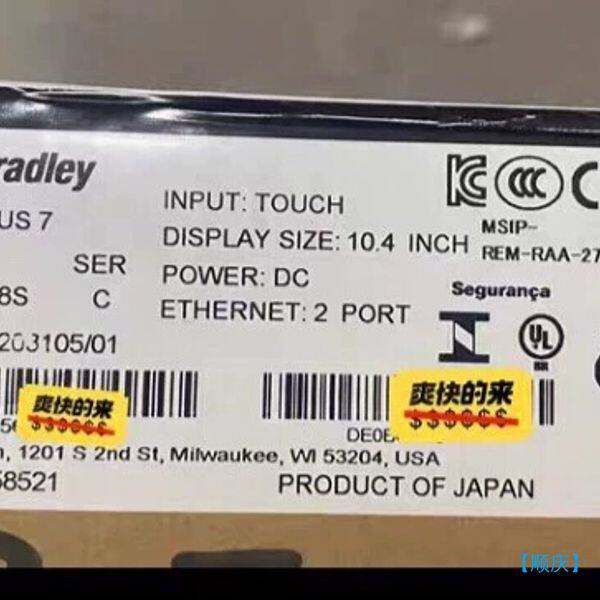 radley
US 7
INPUT: TOUCH
DISPLAY SIZE: 10.4 INCH
POWER: DC
ETHERNET: 2 PORT
SER
8S C
203105/01
MSIP-
REM-RAA-27
Segurança
UL
BR
爽快的来
$$$$$$
爽快的来
$$$$$$
DE0E
, 1201 S 2nd St, Milwaukee, WI 53204, USA
58521
PRODUCT OF JAPAN
【顺庆】